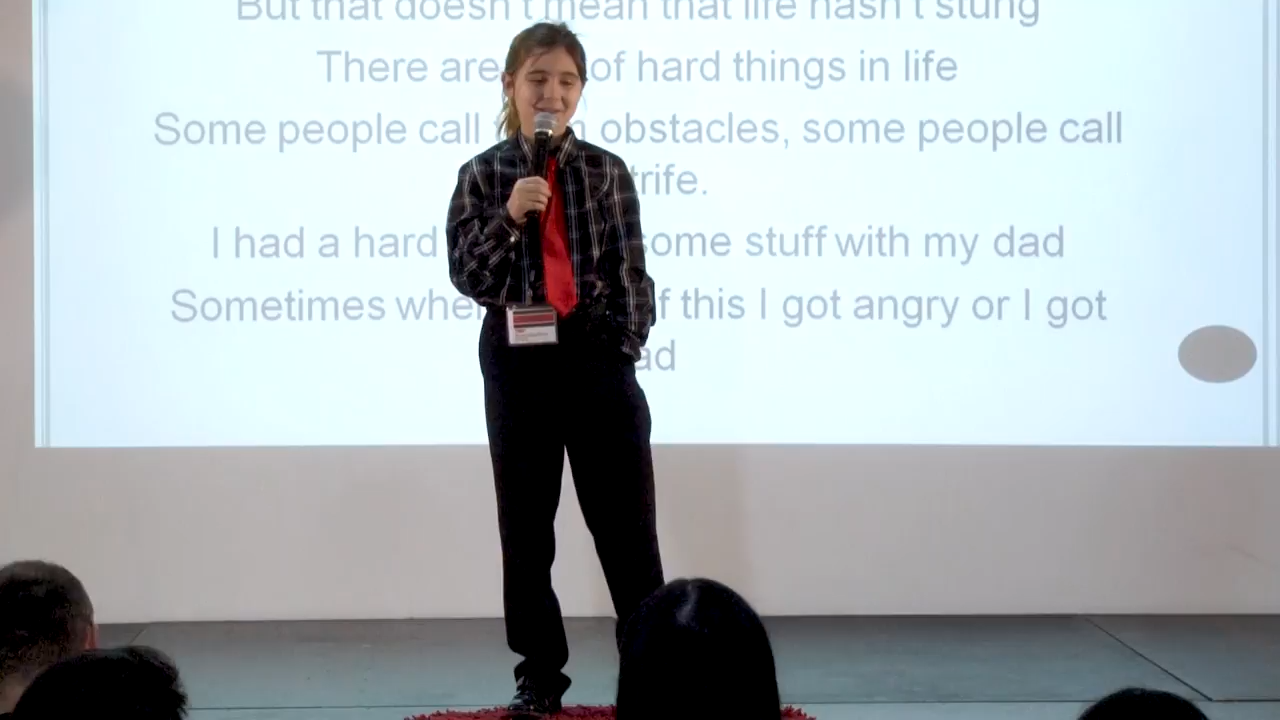 But that doesn't mean that life hasn't stung
There are of hard things in life
Some people call obstacles, some people call
trife.
I had a hard some stuff with my dad
Sometimes whe f this I got angry or I got
ad